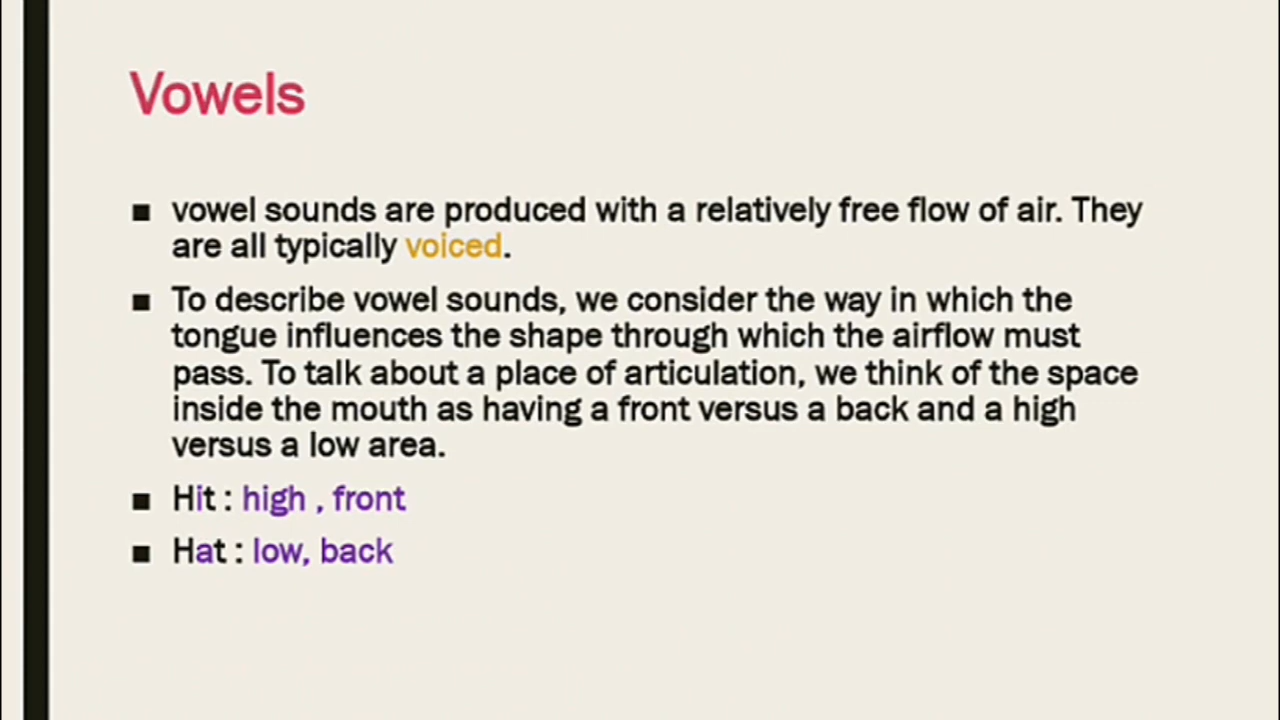 Vowels
▪ vowel sounds are produced with a relatively free flow of air. They
are all typically voiced.
▪ To describe vowel sounds, we consider the way in which the
tongue influences the shape through which the airflow must
pass. To talk about a place of articulation, we think of the space
inside the mouth as having a front versus a back and a high
versus a low area.
▪ Hit : high , front
▪ Hat : low, back